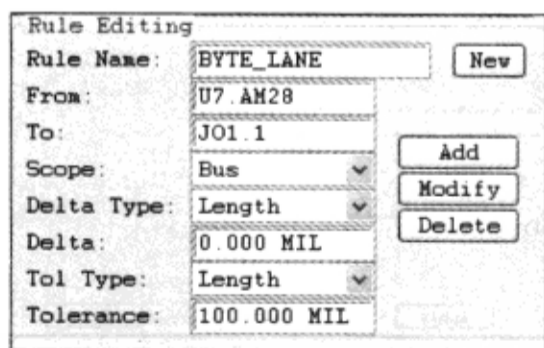 Rule Editing
Rule Name: BYTE_LANE New
From: U7.AM28
To: JO1.1
Scope: Bus
Add
Delta Type: Length
Modify
Delta: 0.000 MIL
Delete
Tol Type: Length
Tolerance: 100.000 MIL